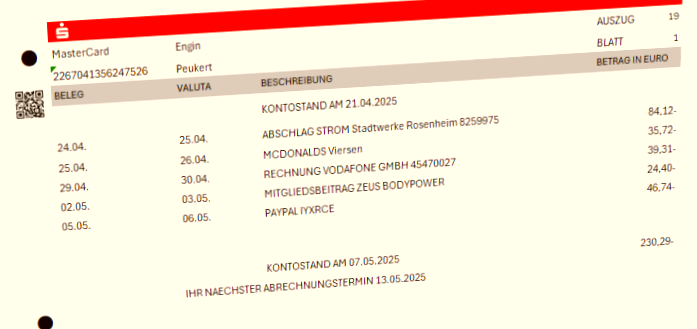 MasterCard Engin AUSZUG 19
2267041356247526 Peukert BLATT 1
BELEG VALUTA BESCHREIBUNG BETRAG IN EURO
KONTOSTAND AM 21.04.2025
24.04. 25.04. ABSCHLAG STROM Stadtwerke Rosenheim 8259975 84,12-
25.04. 26.04. MCDONALDS Viersen 35,72-
29.04. 30.04. RECHNUNG VODAFONE GMBH 45470027 39,31-
02.05. 03.05. MITGLIEDSBEITRAG ZEUS BODYPOWER 24,40-
05.05. 06.05. PAYPAL IYXRCE 46,74-
KONTOSTAND AM 07.05.2025 230,29-
IHR NAECHSTER ABRECHNUNGSTERMIN 13.05.2025